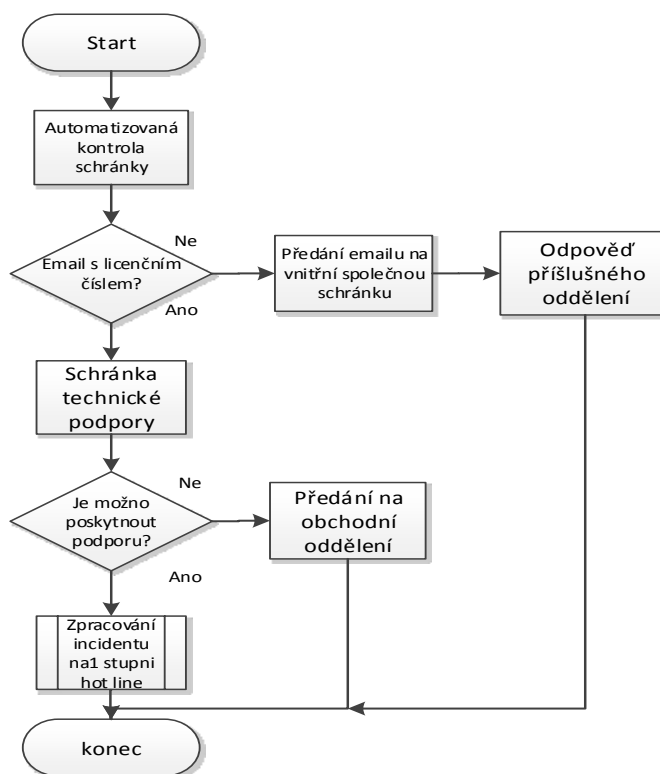 Start
Automatizovaná
kontrola
schránky
Ne
Email s licenčním
číslem?
Ano
Předání emailu na
vnitřní společnou
schránku
Odpověď
příšlušného
oddělení
Schránka
technické
podpory
Ne
Je možno
poskytnout
podporu?
Ano
Předání na
obchodní
oddělení
Zpracování
incidentu
na1 stupni
hot line
konec